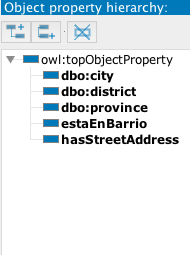 Object property hierarchy:
owl:topObjectProperty
dbo:city
dbo:district
dbo:province
estaEnBarrio
hasStreetAddress